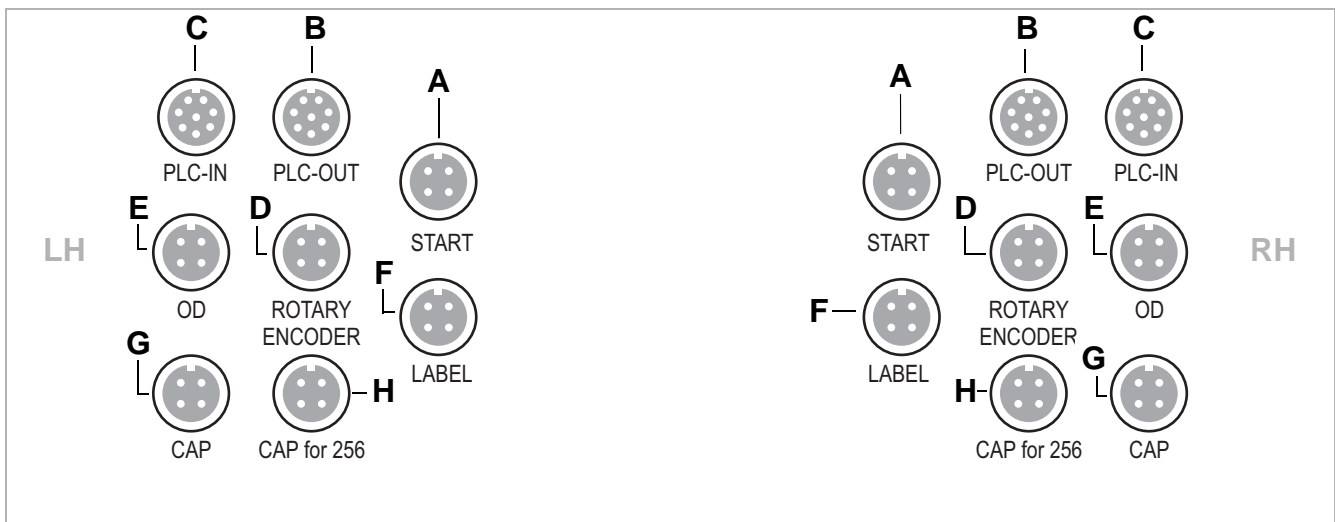 C B
A
PLC-IN PLC-OUT
E D
START
LH
F
OD ROTARY
ENCODER
G
LABEL
H
CAP CAP for 256
B C
A
PLC-OUT PLC-IN
D E
START
RH
ROTARY OD
F
ENCODER
G
LABEL
H
CAP for 256 CAP